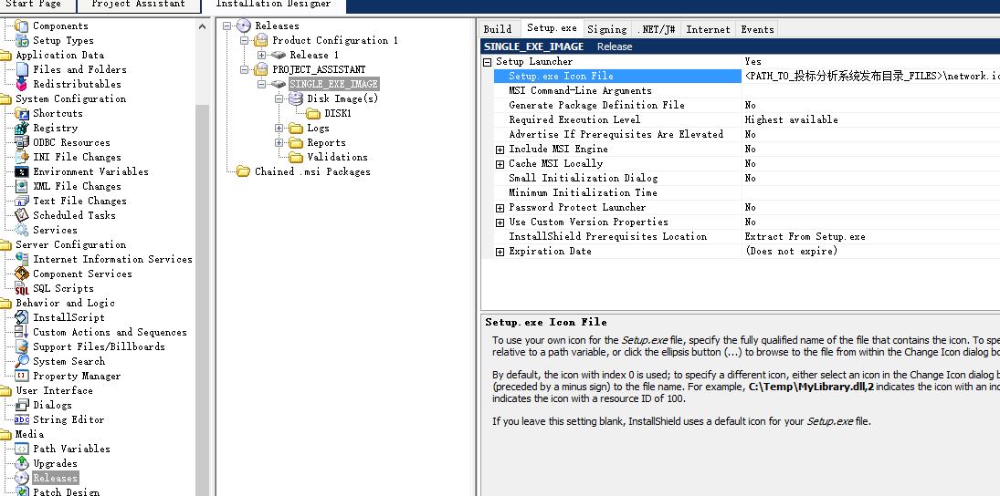 Start Page
Project Assistant
Installation Designer
Components
Setup Types
Application Data
Files and Folders
Redistributables
System Configuration
Shortcuts
Registry
ODBC Resources
INI File Changes
Environment Variables
XML File Changes
Text File Changes
Scheduled Tasks
Services
Server Configuration
Internet Information Services
Component Services
SQL Scripts
Behavior and Logic
InstallScript
Custom Actions and Sequences
Support Files/Billboards
System Search
Property Manager
User Interface
Dialogs
String Editor
Media
Path Variables
Upgrades
Releases
Patch Design
Releases
Product Configuration 1
Release 1
PROJECT_ASSISTANT
SINGLE_EXE_IMAGE
Disk Image(s)
DISK1
Logs
Reports
Validations
Chained .msi Packages
Build Setup.exe Signing .NET/J# Internet Events
SINGLE_EXE_IMAGE Release
Setup Launcher Yes
Setup.exe Icon File <PATH_TO_投标分析系统发布目录_FILES>\network.ic
MSI Command-Line Arguments
Generate Package Definition File No
Required Execution Level Highest available
Advertise If Prerequisites Are Elevated No
Include MSI Engine No
Cache MSI Locally No
Small Initialization Dialog No
Minimum Initialization Time
Password Protect Launcher No
Use Custom Version Properties No
InstallShield Prerequisites Location Extract From Setup.exe
Expiration Date (Does not expire)
Setup.exe Icon File
To use your own icon for the Setup.exe file, specify the fully qualified name of the file that contains the icon. To spe
relative to a path variable, or click the ellipsis button (...) to browse to the file from within the Change Icon dialog bo
By default, the icon with index 0 is used; to specify a different icon, either select an icon in the Change Icon dialog b
(preceded by a minus sign) to the file name. For example, C:\Temp\MyLibrary.dll,2 indicates the icon with an ind
indicates the icon with a resource ID of 100.
If you leave this setting blank, InstallShield uses a default icon for your Setup.exe file.